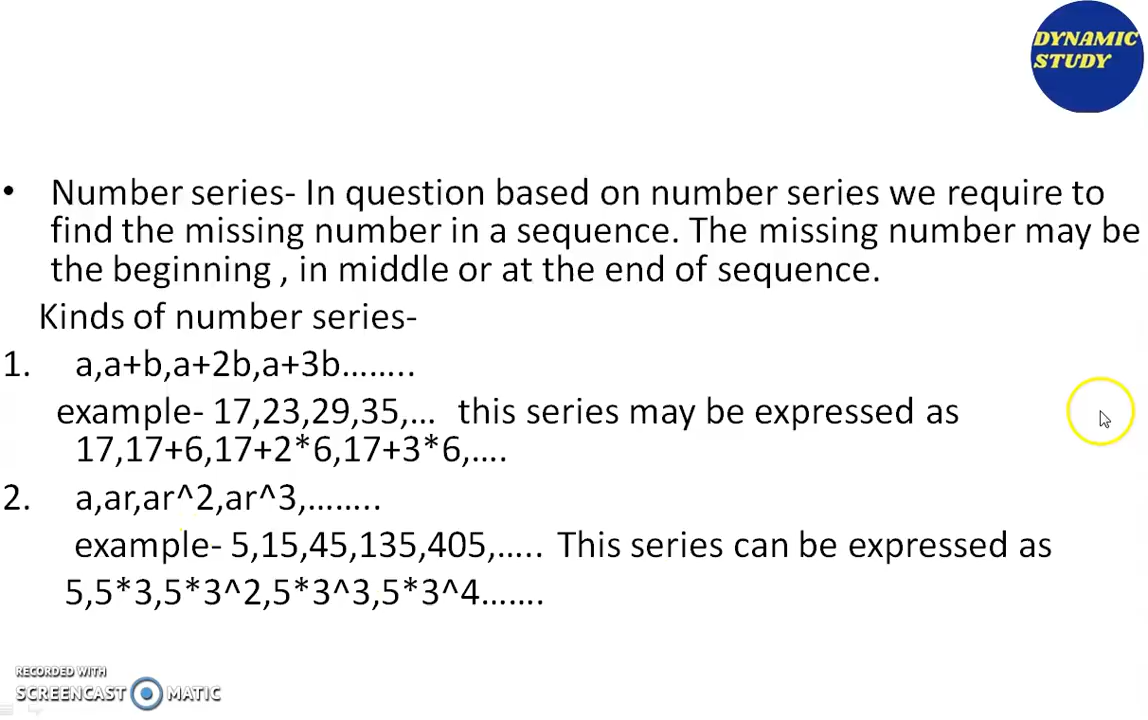 DYNAMIC
STUDY
• Number series- In question based on number series we require to
find the missing number in a sequence. The missing number may be
the beginning , in middle or at the end of sequence.
Kinds of number series-
1. a,a+b,a+2b,a+3b........
example- 17,23,29,35,... this series may be expressed as
17,17+6,17+2*6,17+3*6,....
2. a,ar,ar^2,ar^3,........
example- 5,15,45,135,405,..... This series can be expressed as
5,5*3,5*3^2,5*3^3,5*3^4.......
RECORDED WITH
SCREENCAST MATIC